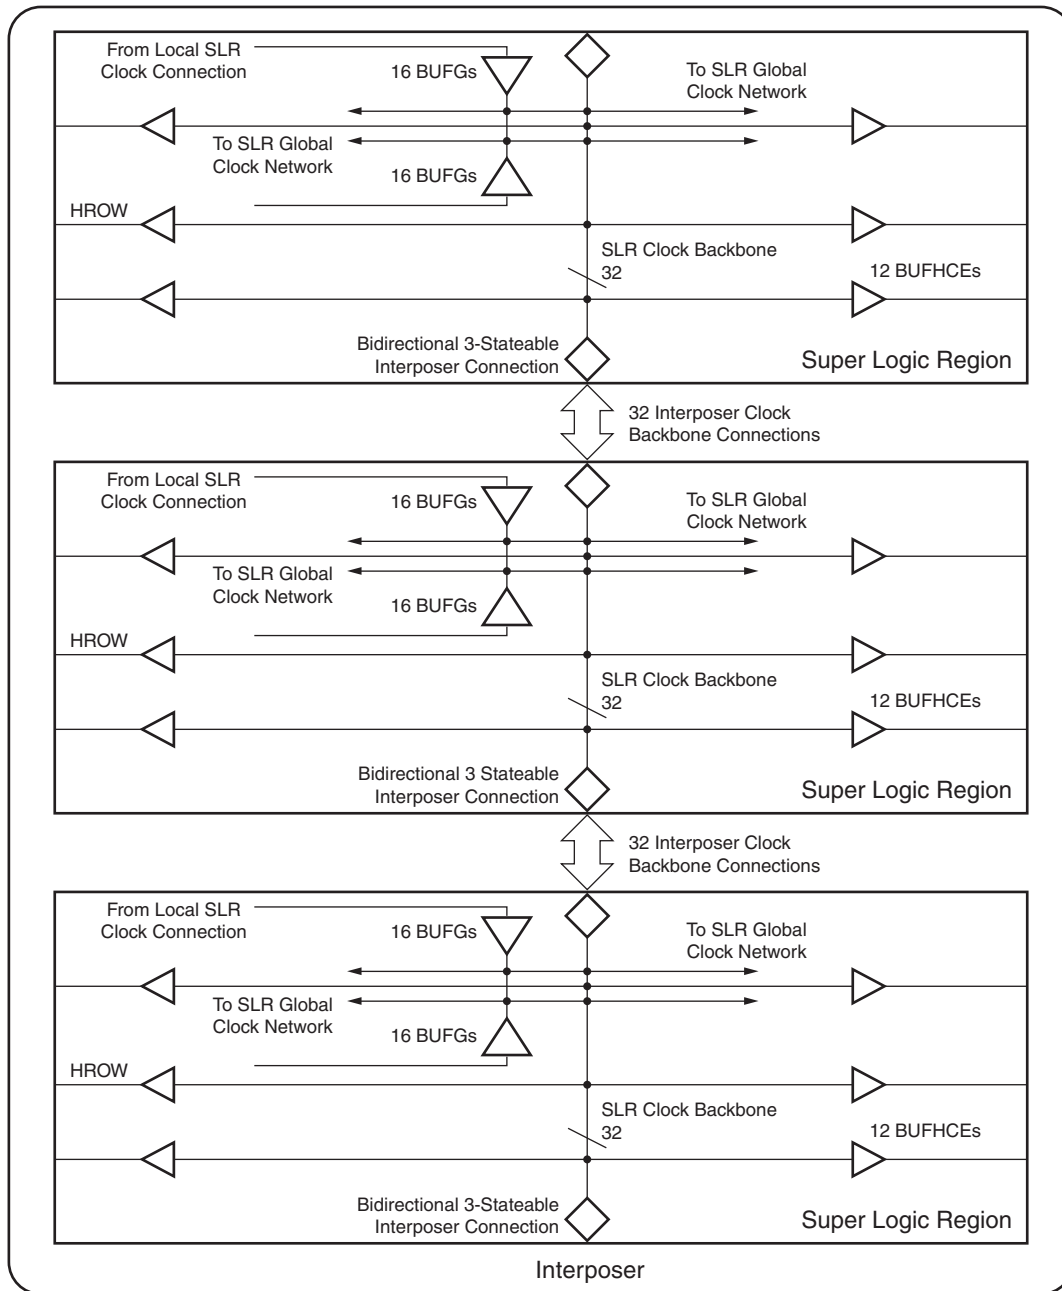 From Local SLR
Clock Connection
16 BUFGs
To SLR Global
Clock Network
To SLR Global
Clock Network
16 BUFGs
HROW
SLR Clock Backbone
32
12 BUFHCEs
Bidirectional 3-Stateable
Interposer Connection
Super Logic Region
32 Interposer Clock
Backbone Connections
From Local SLR
Clock Connection
16 BUFGs
To SLR Global
Clock Network
To SLR Global
Clock Network
16 BUFGs
HROW
SLR Clock Backbone
32
12 BUFHCEs
Bidirectional 3 Stateable
Interposer Connection
Super Logic Region
32 Interposer Clock
Backbone Connections
From Local SLR
Clock Connection
16 BUFGs
To SLR Global
Clock Network
To SLR Global
Clock Network
16 BUFGs
HROW
SLR Clock Backbone
32
12 BUFHCEs
Bidirectional 3-Stateable
Interposer Connection
Super Logic Region
Interposer